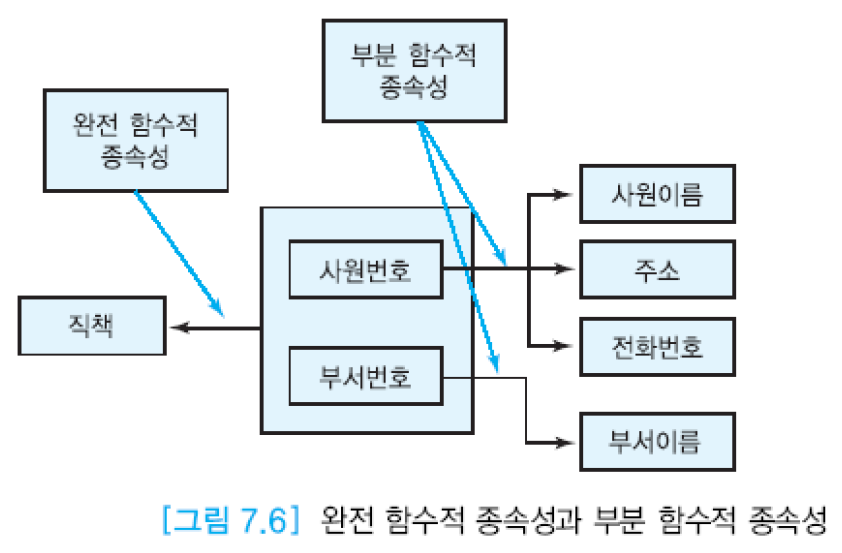 부분 함수적
종속성
완전 함수적
종속성
사원이름
사원번호
주소
직책
전화번호
부서번호
부서이름
[그림 7.6] 완전 함수적 종속성과 부분 함수적 종속성